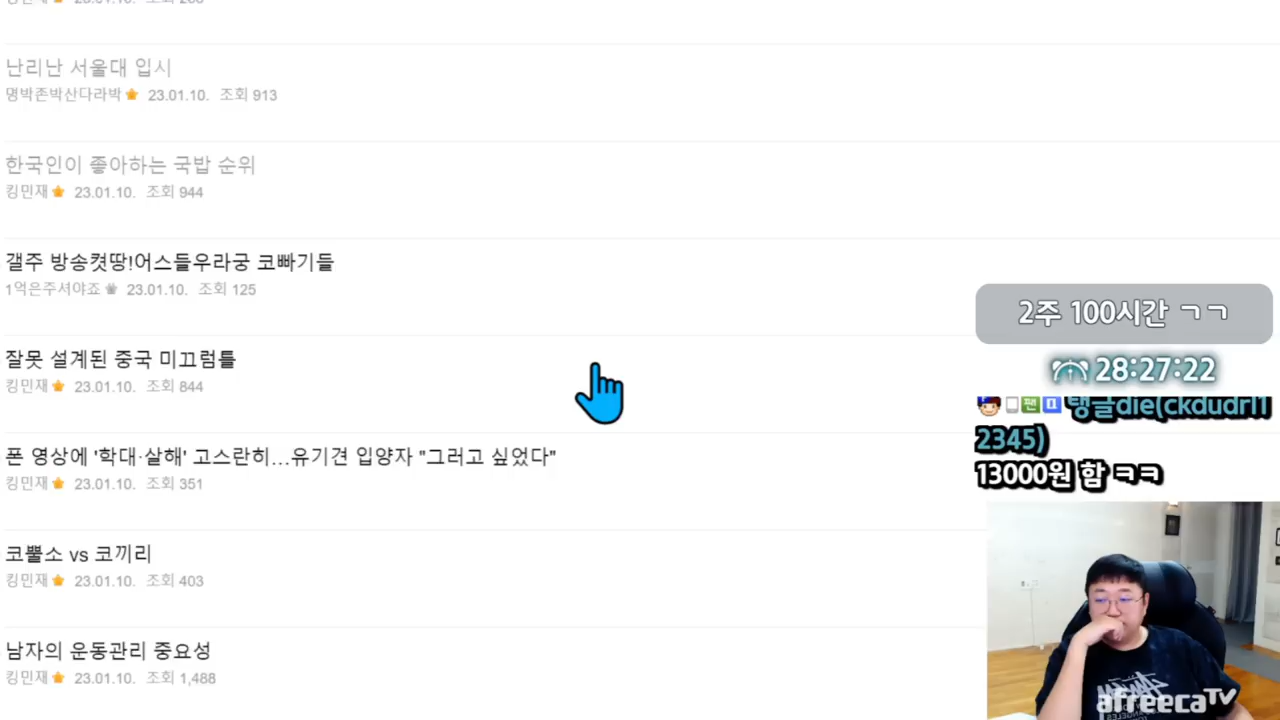 난리난 서울대 입시
명박존박산다라박 23.01.10. 조회 913
한국인이 좋아하는 국밥 순위
킹민재 23.01.10. 조회 944
갤주 방송켯땅!어스들우라궁 코빠기들
1억은주셔야죠 23.01.10. 조회 125
2주 100시간 ㄱㄱ
잘못 설계된 중국 미끄럼틀
킹민재 23.01.10. 조회 844
28:27:22
팬
탱글die(ckdudrl1
2345)
13000원 함 ㅋㅋ
폰 영상에 '학대·살해' 고스란히...유기견 입양자 "그러고 싶었다"
킹민재 23.01.10. 조회 351
코뿔소 vs 코끼리
킹민재 23.01.10. 조회 403
남자의 운동관리 중요성
킹민재 23.01.10. 조회 1,488
afreecaTV